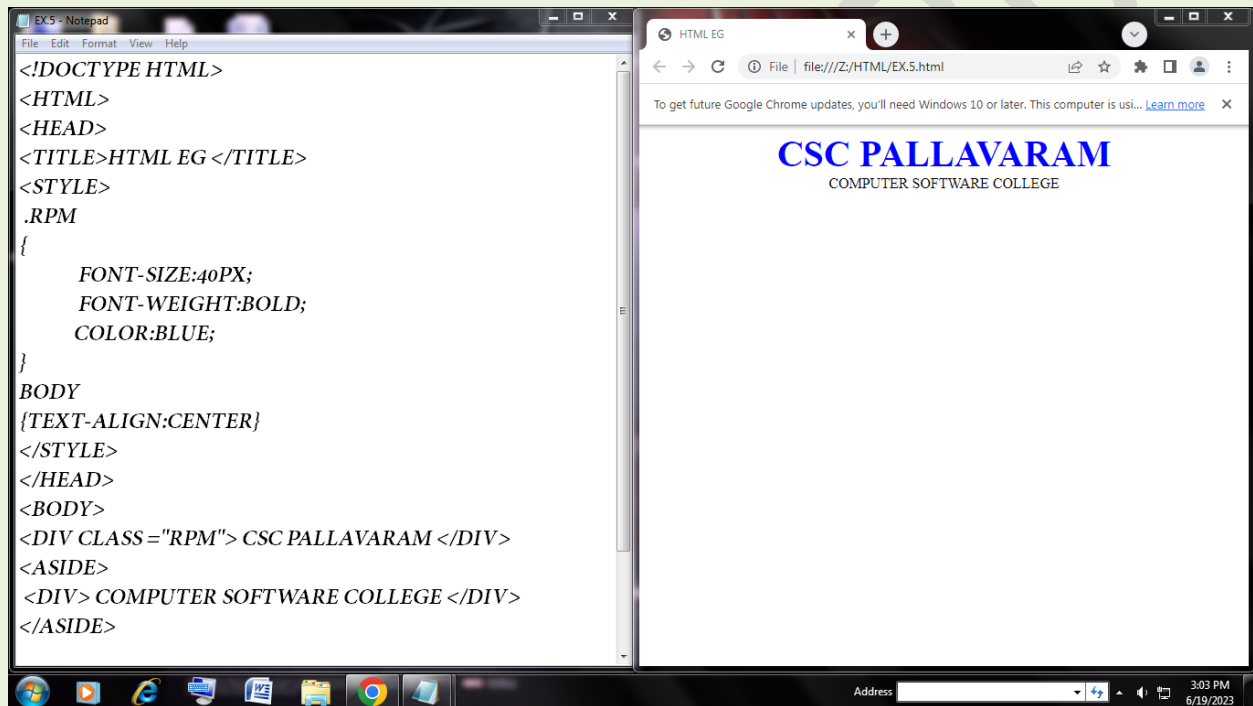 EX.5 - Notepad
File Edit Format View Help
<!DOCTYPE HTML>
<HTML>
<HEAD>
<TITLE>HTML EG </TITLE>
<STYLE>
.RPM
{
FONT-SIZE:40PX;
FONT-WEIGHT:BOLD;
COLOR:BLUE;
}
BODY
{TEXT-ALIGN:CENTER}
</STYLE>
</HEAD>
<BODY>
<DIV CLASS ="RPM"> CSC PALLAVARAM </DIV>
<ASIDE>
<DIV> COMPUTER SOFTWARE COLLEGE </DIV>
</ASIDE>
HTML EG
File | file:///Z:/HTML/EX.5.html
To get future Google Chrome updates, you'll need Windows 10 or later. This computer is usi... Learn more
CSC PALLAVARAM
COMPUTER SOFTWARE COLLEGE
Address
3:03 PM
6/19/2023